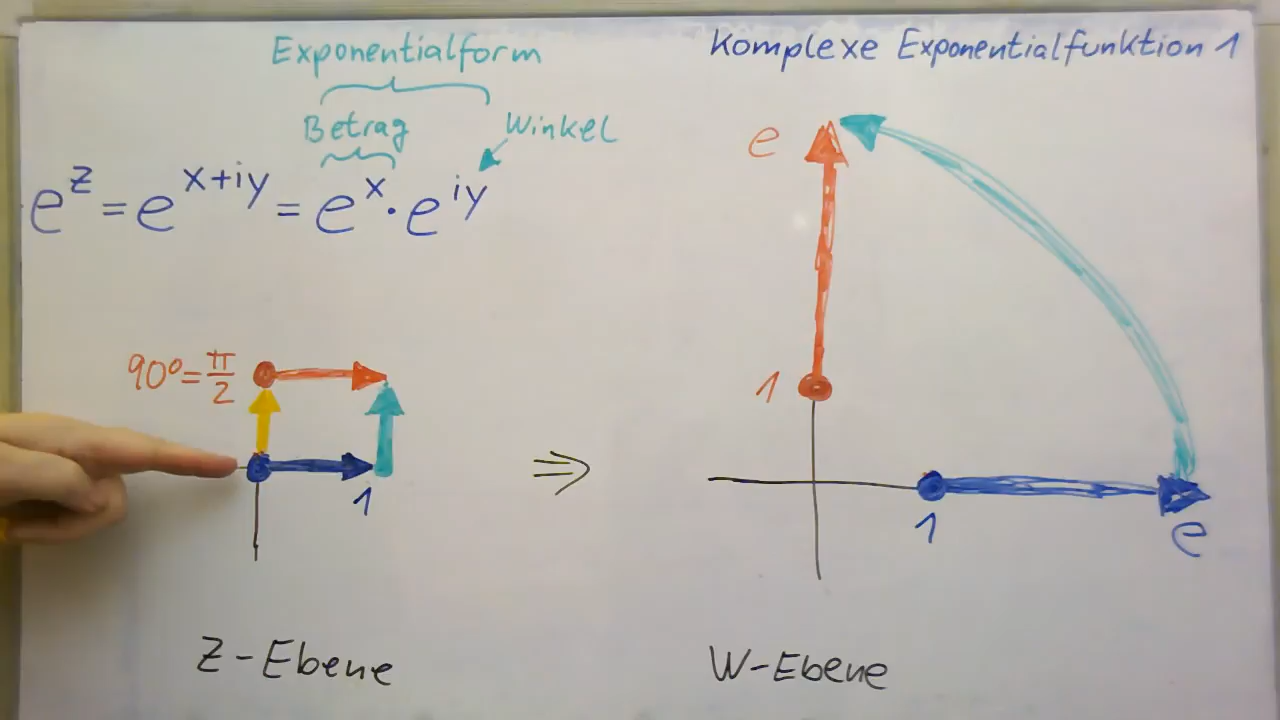 Komplexe Exponentialfunktion 1
Exponentialform
Betrag
Winkel
e^z = e^{x+iy} = e^x · e^{iy}
90° = π/2
1
⇒
e
1
1
e
Z-Ebene
W-Ebene